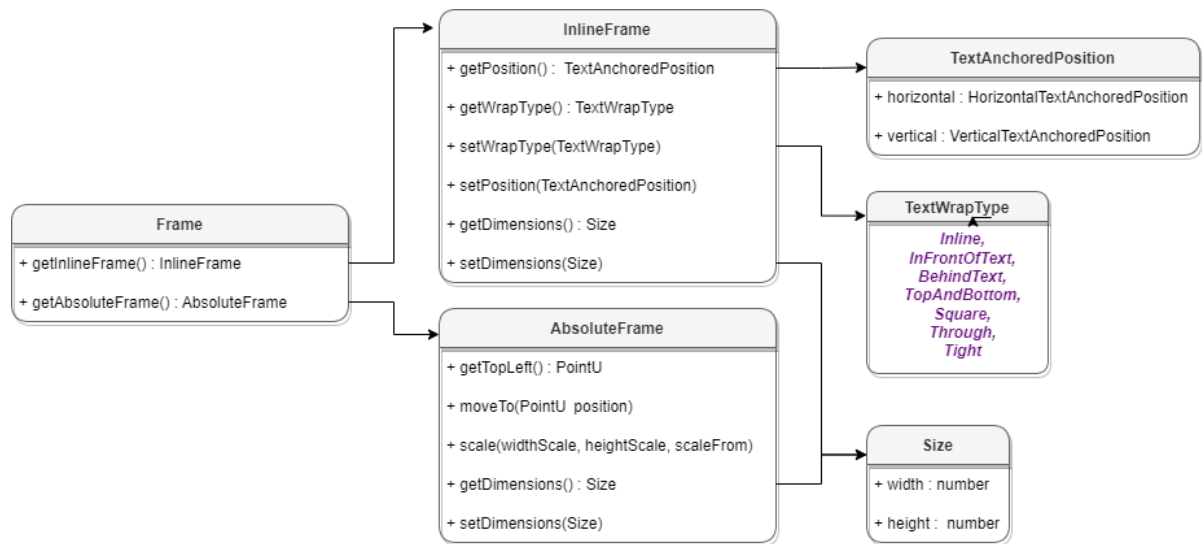 Frame
+ getInlineFrame() : InlineFrame
+ getAbsoluteFrame() : AbsoluteFrame
InlineFrame
+ getPosition() :  TextAnchoredPosition
+ getWrapType() : TextWrapType
+ setWrapType(TextWrapType)
+ setPosition(TextAnchoredPosition)
+ getDimensions() : Size
+ setDimensions(Size)
AbsoluteFrame
+ getTopLeft() : PointU
+ moveTo(PointU  position)
+ scale(widthScale, heightScale, scaleFrom)
+ getDimensions() : Size
+ setDimensions(Size)
TextAnchoredPosition
+ horizontal : HorizontalTextAnchoredPosition
+ vertical : VerticalTextAnchoredPosition
TextWrapType
Inline,
InFrontOfText,
BehindText,
TopAndBottom,
Square,
Through,
Tight
Size
+ width : number
+ height :  number